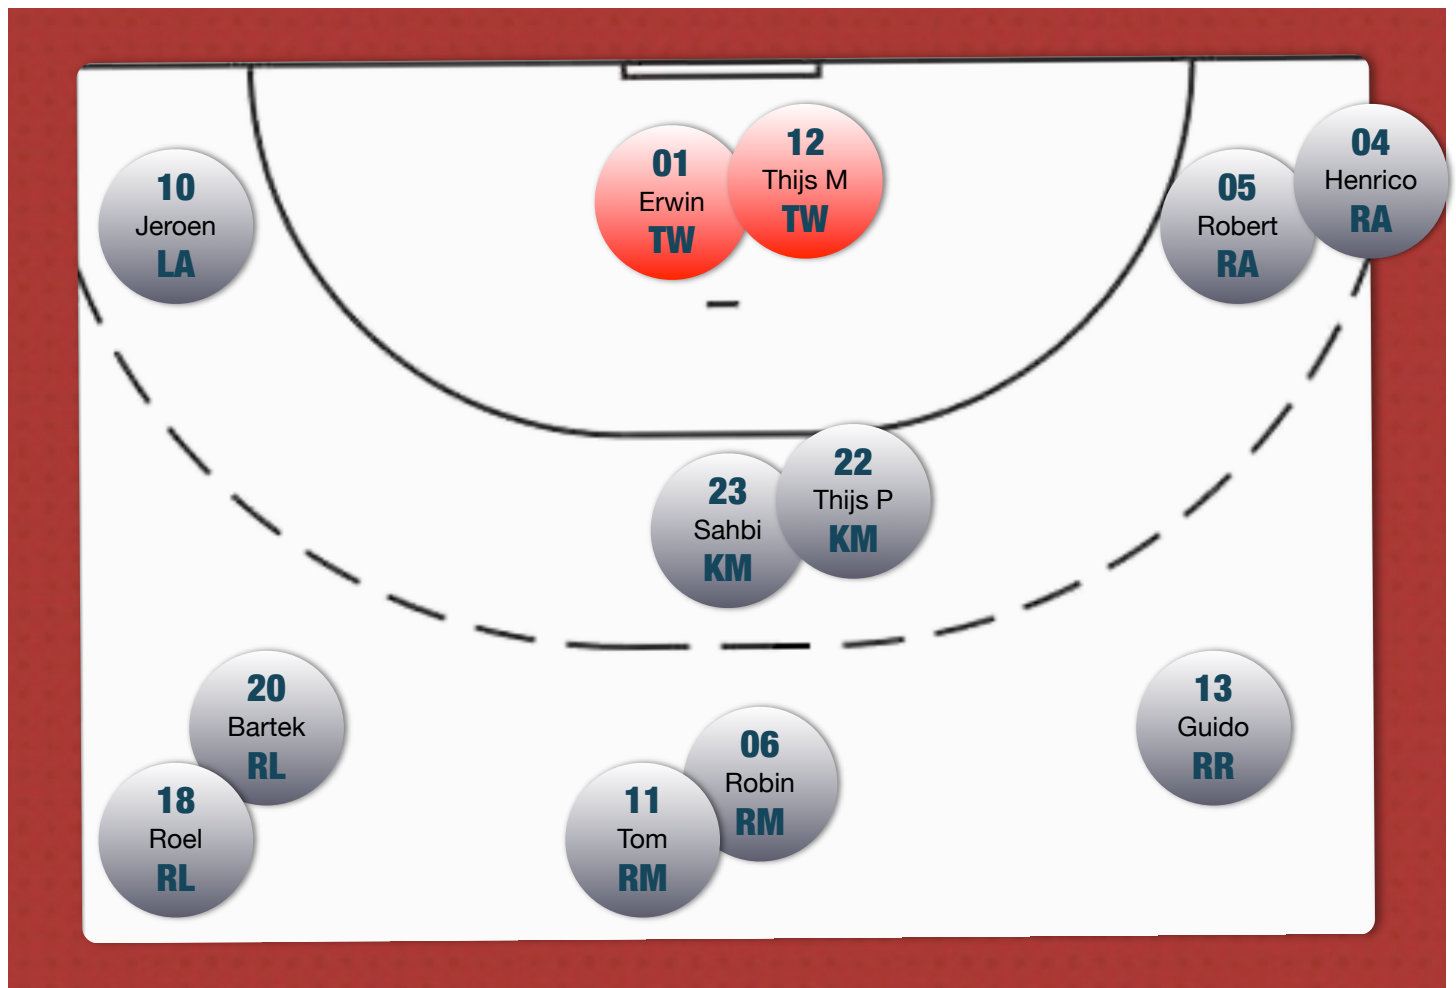 10
Jeroen
LA
01
Erwin
TW
12
Thijs M
TW
05
Robert
RA
04
Henrico
RA
23
Sahbi
KM
22
Thijs P
KM
20
Bartek
RL
18
Roel
RL
11
Tom
RM
06
Robin
RM
13
Guido
RR